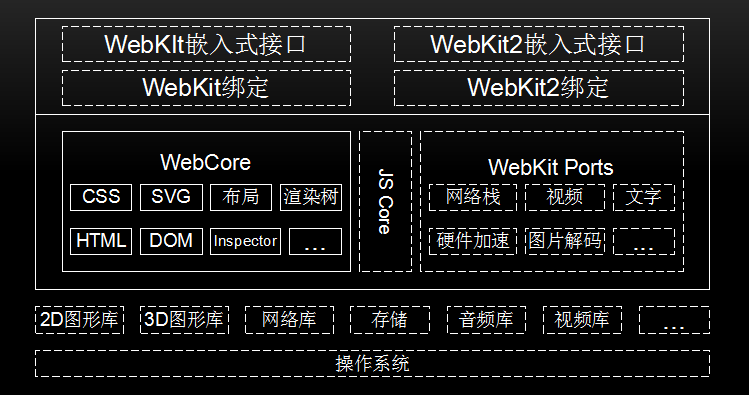 WebKIt嵌入式接口
WebKit2嵌入式接口
WebKit绑定
WebKit2绑定
WebCore
JS Core
WebKit Ports
CSS
SVG
布局
渲染树
网络栈
视频
文字
HTML
DOM
Inspector
...
硬件加速
图片解码
...
2D图形库
3D图形库
网络库
存储
音频库
视频库
...
操作系统